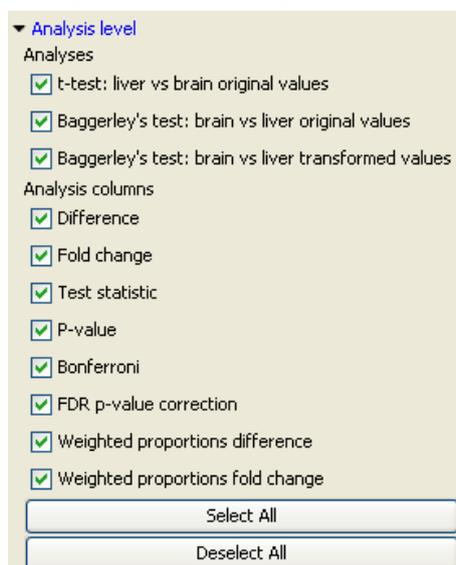 Analysis level
Analyses
t-test: liver vs brain original values
Baggerley's test: brain vs liver original values
Baggerley's test: brain vs liver transformed values
Analysis columns
Difference
Fold change
Test statistic
P-value
Bonferroni
FDR p-value correction
Weighted proportions difference
Weighted proportions fold change
Select All
Deselect All